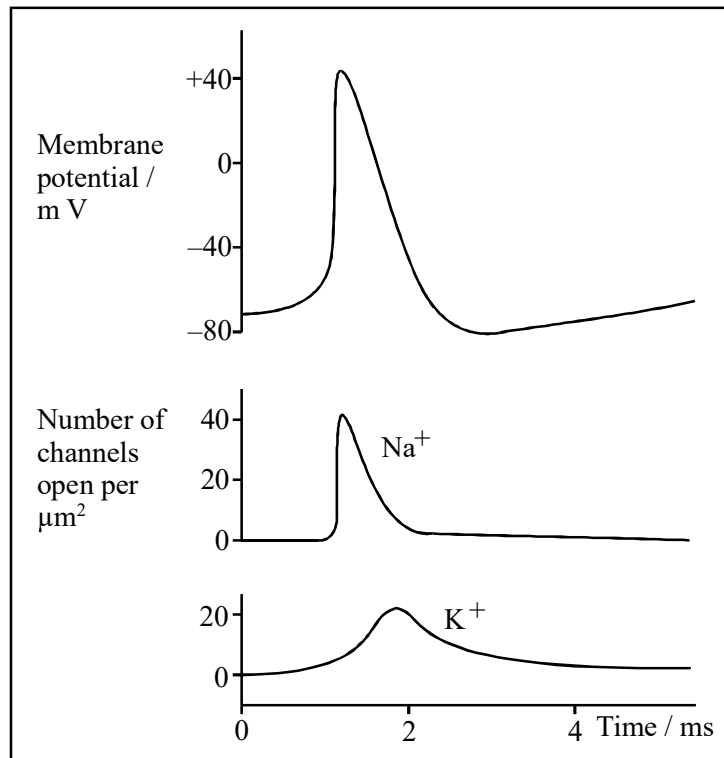 +40
Membrane
potential /
m V
0
–40
–80
Number of
channels
open per
µm2
40
20
0
Na+
20
0
K+
0
2
4
Time / ms